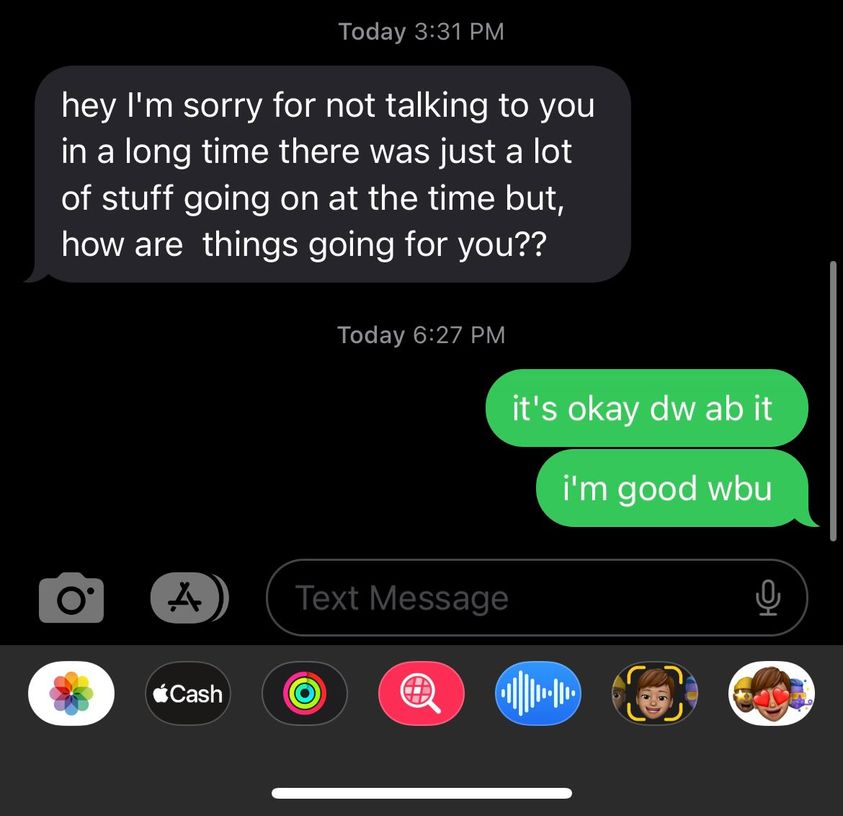 Today 3:31 PM
hey I'm sorry for not talking to you
in a long time there was just a lot
of stuff going on at the time but,
how are  things going for you??
Today 6:27 PM
it's okay dw ab it
i'm good wbu
Text Message
Cash